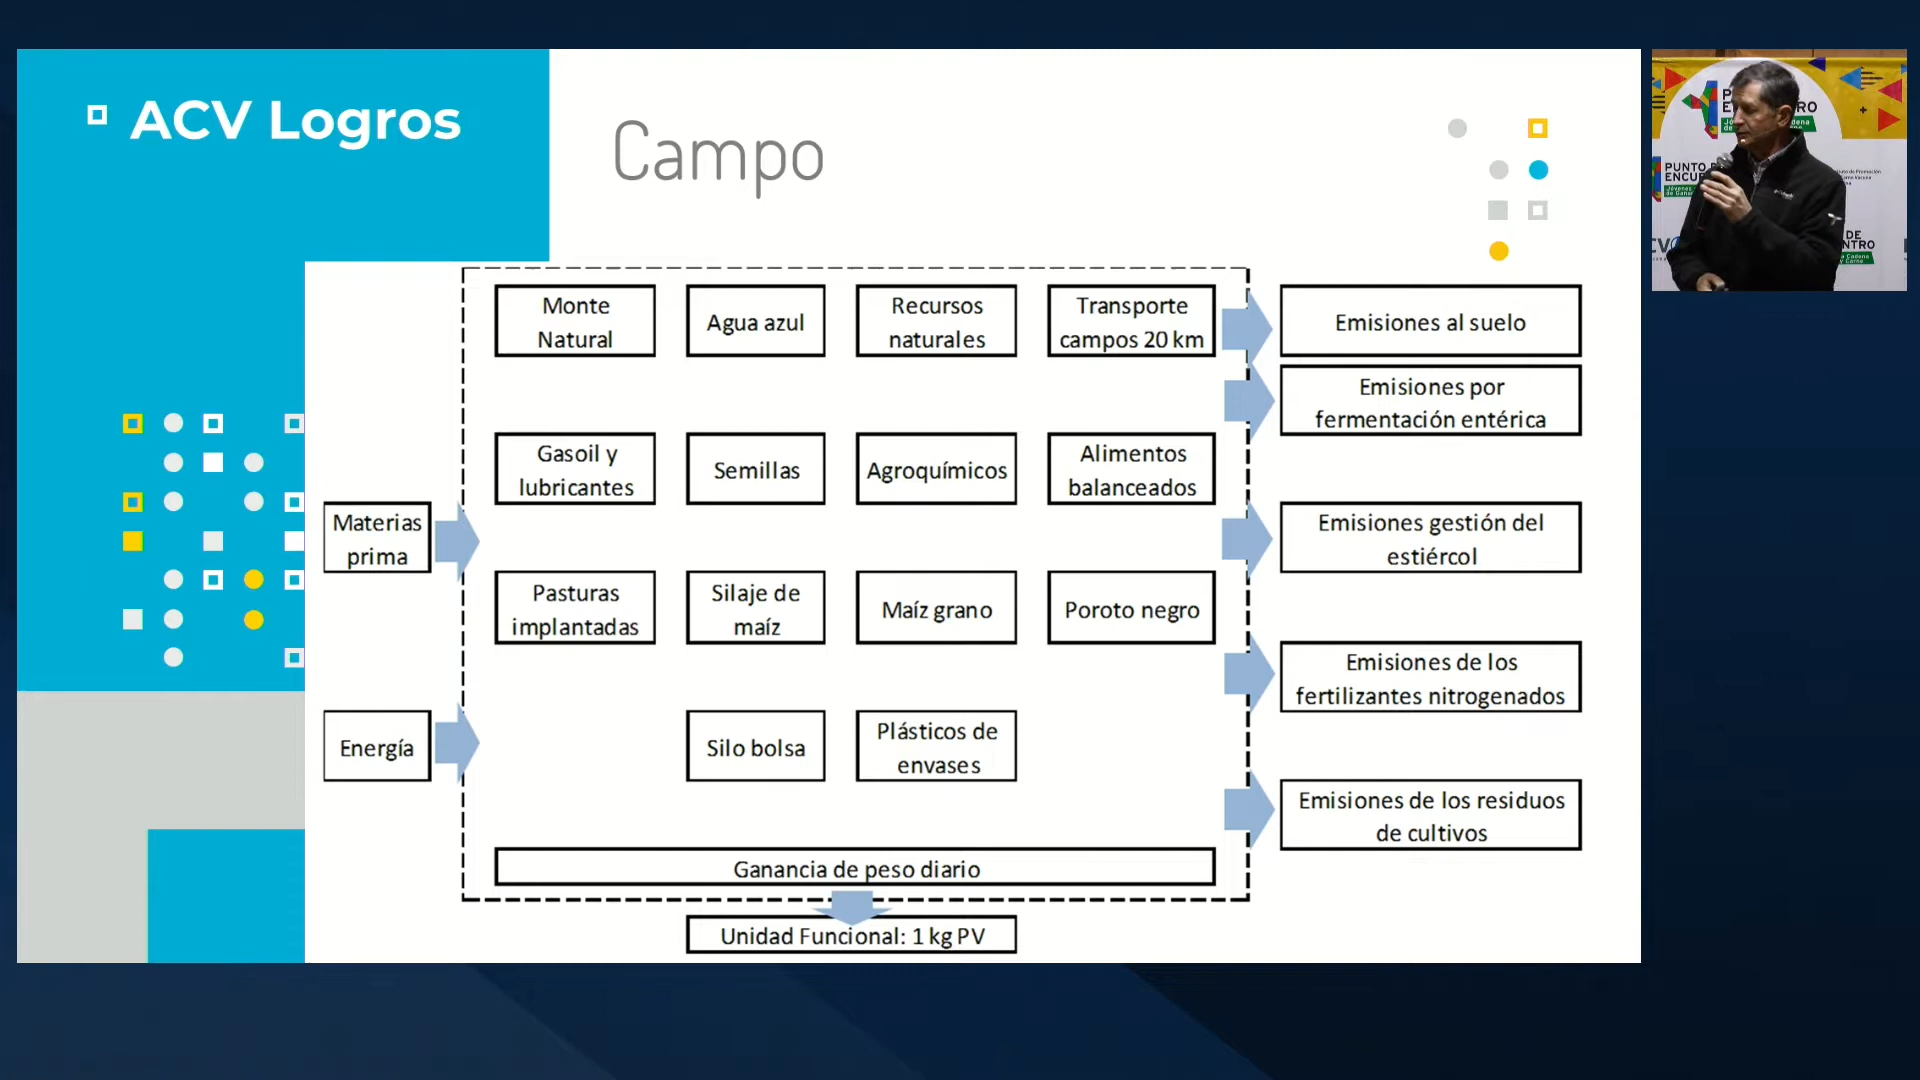 ACV Logros
Campo
Monte
Natural
Agua azul
Recursos
naturales
Transporte
campos 20 km
Emisiones al suelo
Emisiones por
fermentación entérica
Gasoil y
lubricantes
Semillas
Agroquímicos
Alimentos
balanceados
Materias
prima
Emisiones gestión del
estiércol
Pasturas
implantadas
Silaje de
maíz
Maíz grano
Poroto negro
Emisiones de los
fertilizantes nitrogenados
Energía
Silo bolsa
Plásticos de
envases
Emisiones de los residuos
de cultivos
Ganancia de peso diario
Unidad Funcional: 1 kg PV